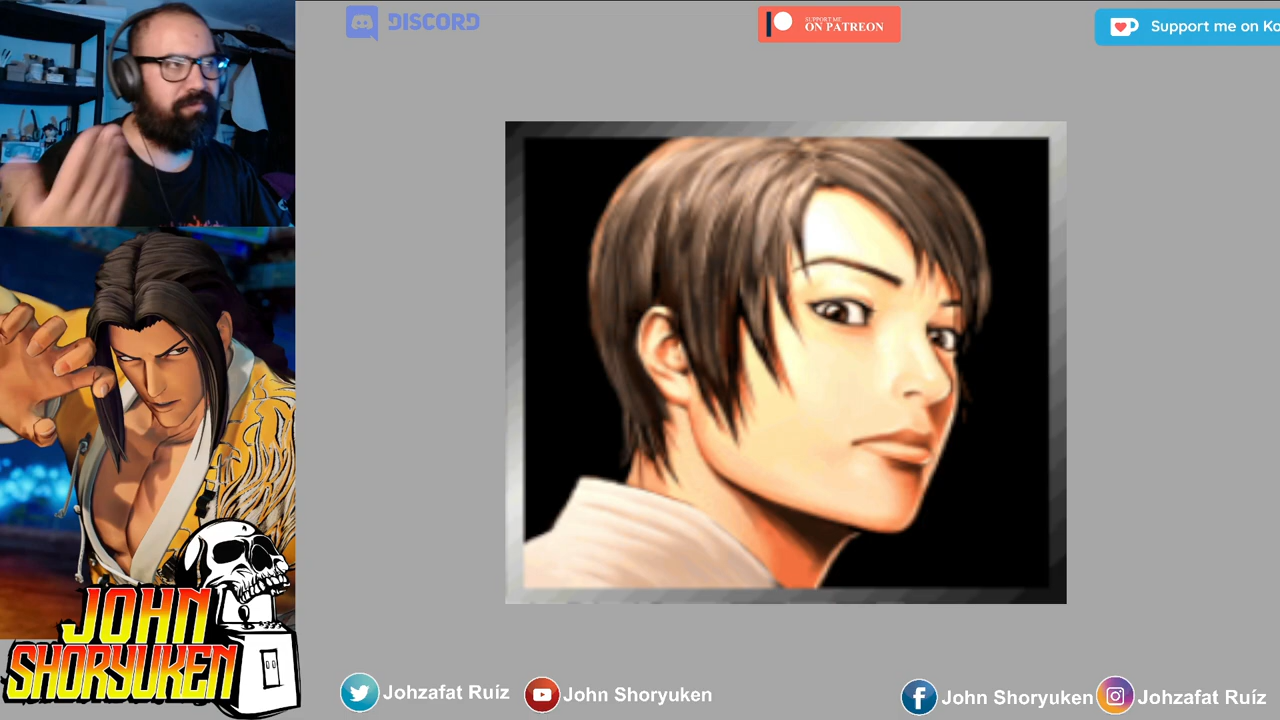 DISCORD
SUPPORT ME
ON PATREON
Support me on Ko
JOHN
SHORYUKEN
Johzafat Ruíz
John Shoryuken
John Shoryuken
Johzafat Ruíz